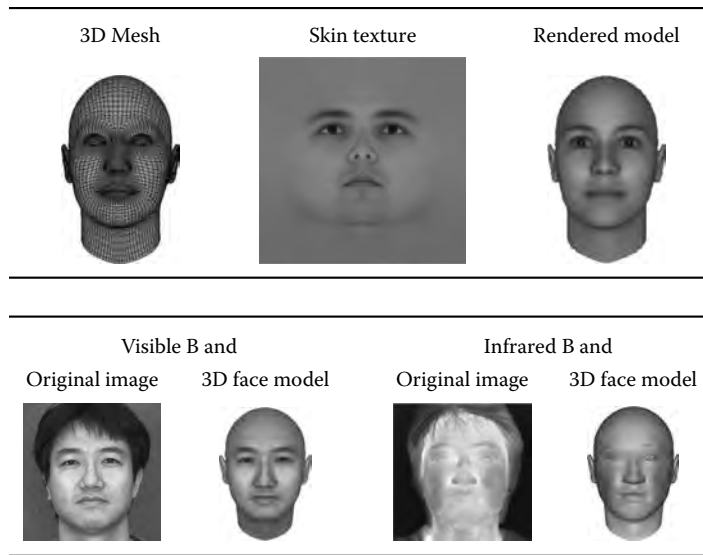 3D Mesh Skin texture Rendered model
Visible B and Infrared B and
Original image 3D face model Original image 3D face model